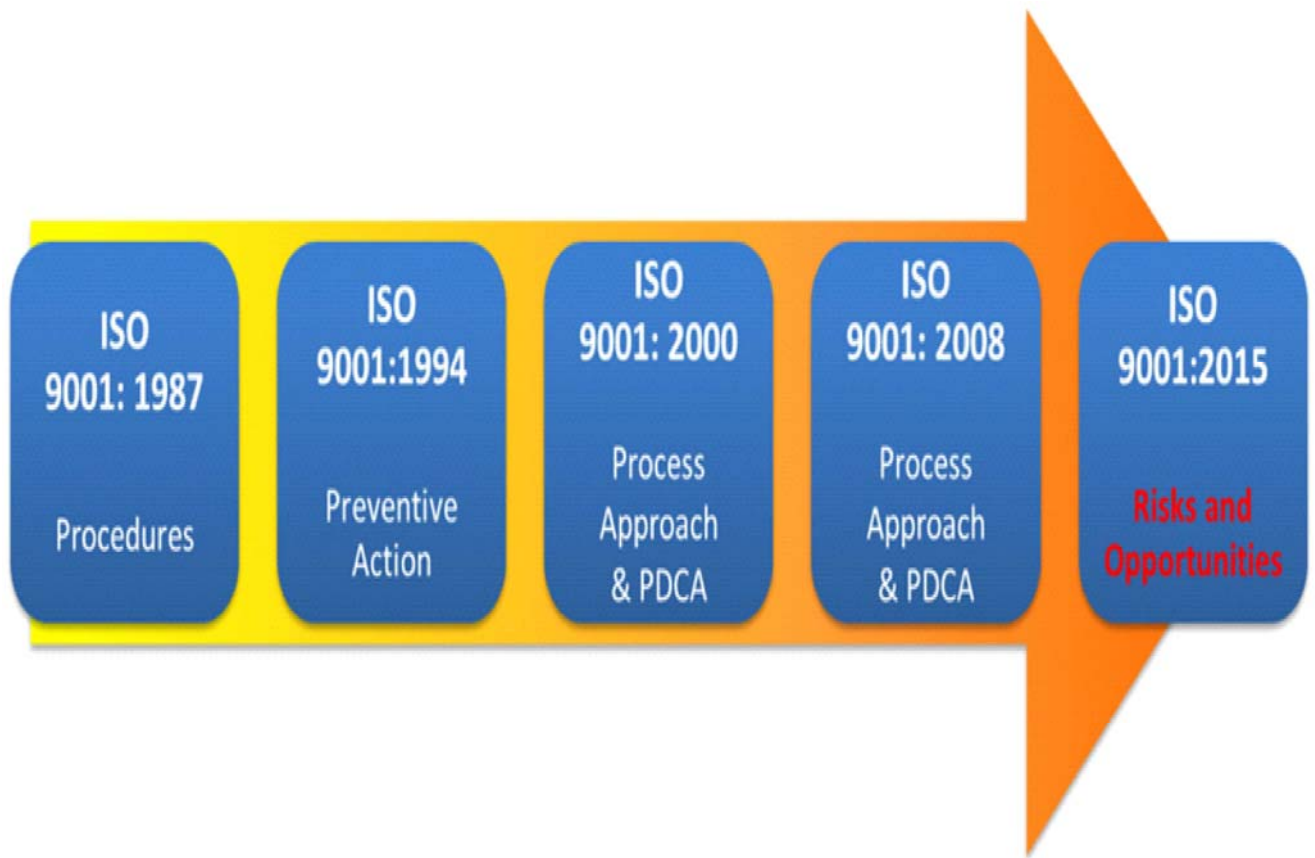 ISO
9001: 1987
Procedures
ISO
9001:1994
Preventive
Action
ISO
9001: 2000
Process
Approach
& PDCA
ISO
9001: 2008
Process
Approach
& PDCA
ISO
9001:2015
Risks and
Opportunities